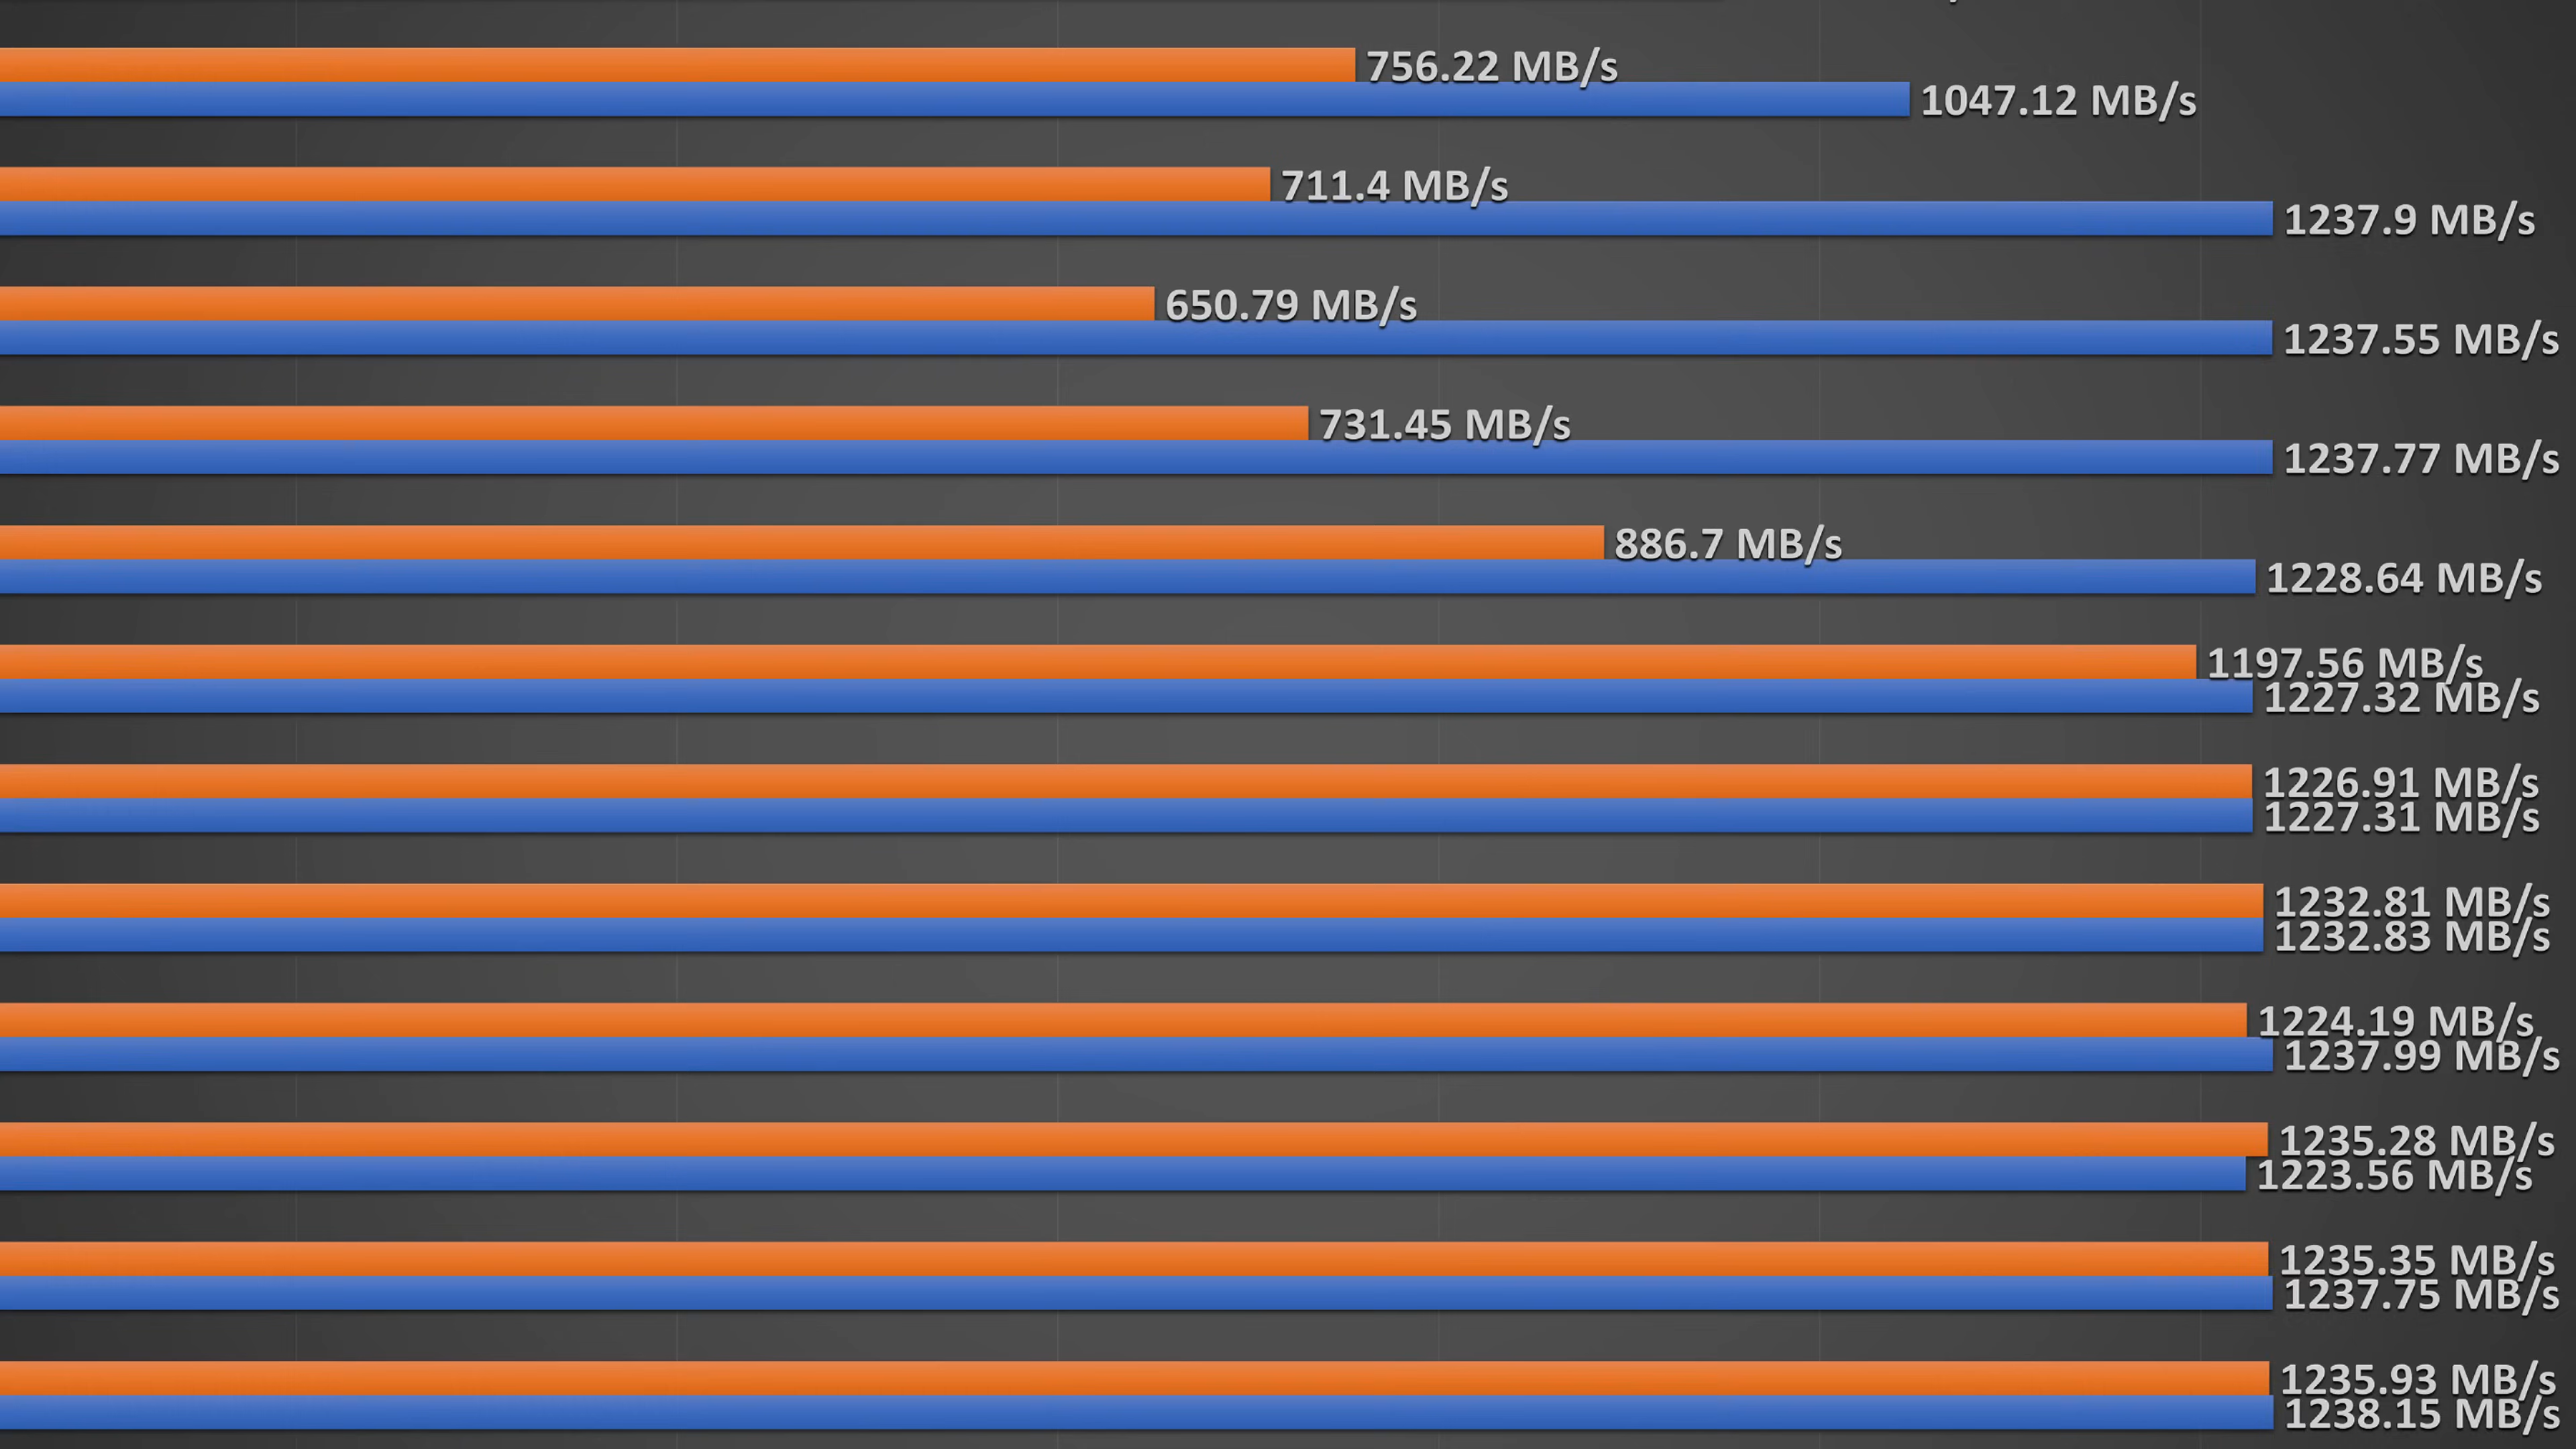 756.22 MB/s
1047.12 MB/s
711.4 MB/s
1237.9 MB/s
650.79 MB/s
1237.55 MB/s
731.45 MB/s
1237.77 MB/s
886.7 MB/s
1228.64 MB/s
1197.56 MB/s
1227.32 MB/s
1226.91 MB/s
1227.31 MB/s
1232.81 MB/s
1232.83 MB/s
1224.19 MB/s
1237.99 MB/s
1235.28 MB/s
1223.56 MB/s
1235.35 MB/s
1237.75 MB/s
1235.93 MB/s
1238.15 MB/s